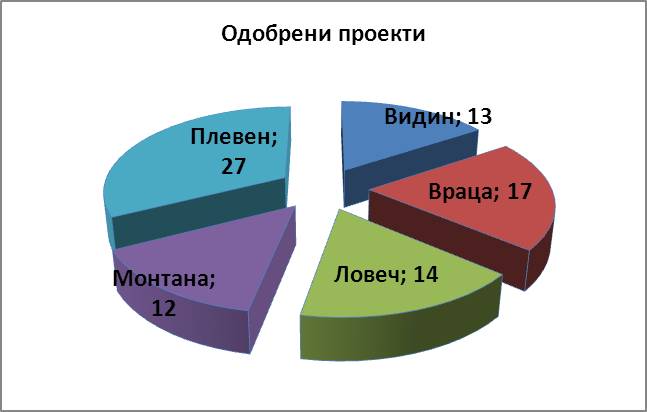 Одобрени проекти
Видин; 13
Враца; 17
Ловеч; 14
Монтана;
12
Плевен;
27